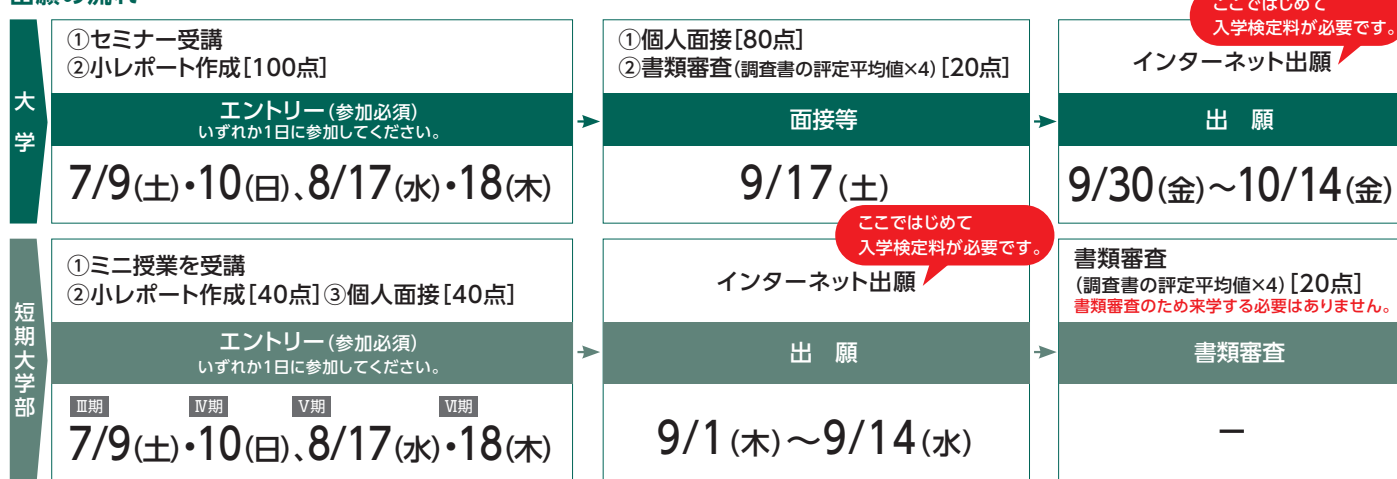 出願の流れ
大学
①セミナー受講
②小レポート作成[100点]
エントリー(参加必須)
いずれか1日に参加してください。
7/9(土)・10(日)、8/17(水)・18(木)
①個人面接[80点]
②書類審査(調査書の評定平均値×4)[20点]
面接等
9/17(土)
ここではじめて
入学検定料が必要です。
インターネット出願
出 願
9/30(金)～10/14(金)
短期大学部
①ミニ授業を受講
②小レポート作成[40点]③個人面接[40点]
エントリー(参加必須)
いずれか1日に参加してください。
Ⅲ期 Ⅳ期 Ⅴ期 Ⅵ期
7/9(土)・10(日)、8/17(水)・18(木)
ここではじめて
入学検定料が必要です。
インターネット出願
出 願
9/1(木)～9/14(水)
書類審査
(調査書の評定平均値×4)[20点]
書類審査のため来学する必要はありません。
書類審査
－